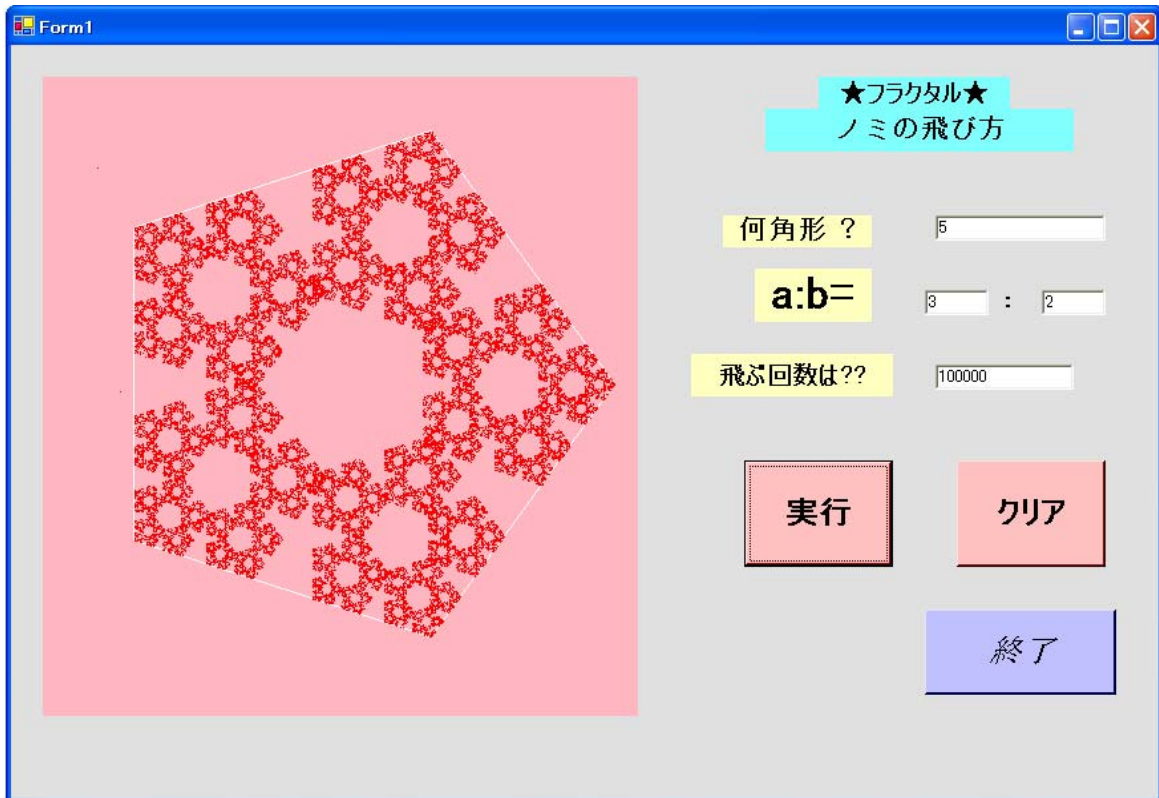 Form1
★フラクタル★
ノミの飛び方
何角形 ?
5
a:b=
3 : 2
飛ぶ回数は??
100000
実行
クリア
終了